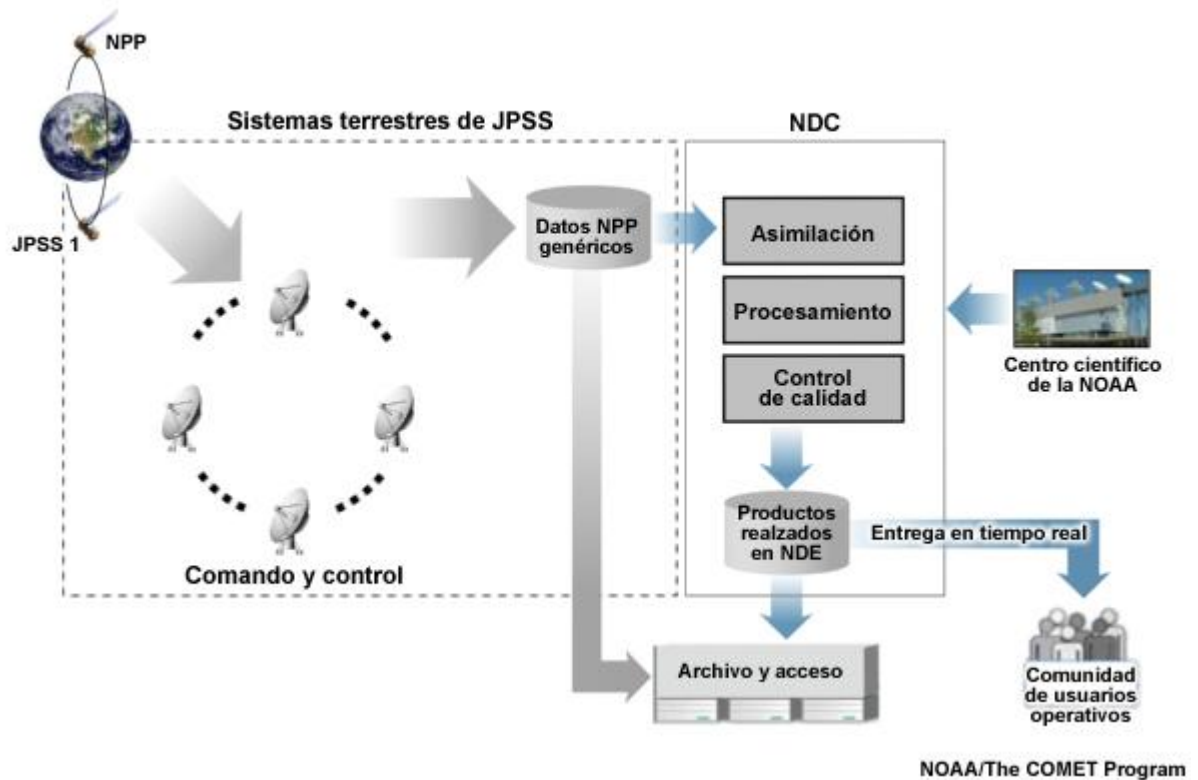 NPP
JPSS 1
Sistemas terrestres de JPSS
Datos NPP
genéricos
Comando y control
NDC
Asimilación
Procesamiento
Control
de calidad
Centro científico
de la NOAA
Productos
realzados
en NDE
Entrega en tiempo real
Archivo y acceso
Comunidad
de usuarios
operativos
NOAA/The COMET Program